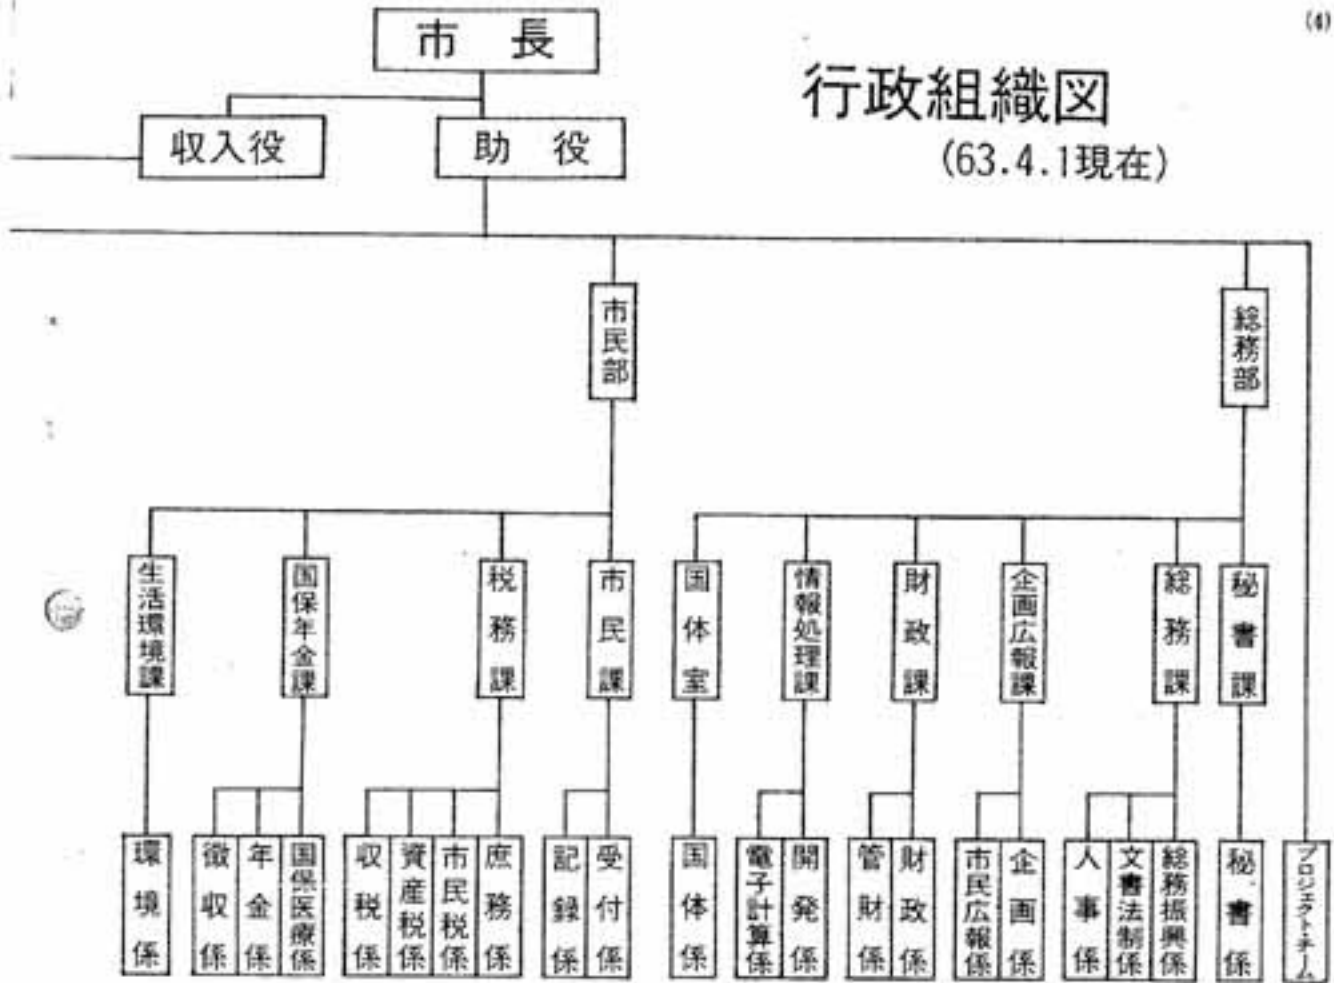 (4)
市長
行政組織図
(63.4.1現在)
収入役
助役
市民部
総務部
生活環境課
国保年金課
税務課
市民課
国体室
情報処理課
財政課
企画広報課
総務課
秘書課
環境係
徴収係
年金係
国保医療係
収税係
資産税係
市民税係
庶務係
記録係
受付係
国体係
電子計算係
開発係
管財係
財政係
市民広報係
企画係
人事係
文書法制係
総務振興係
秘書係
プロジェクト・チーム